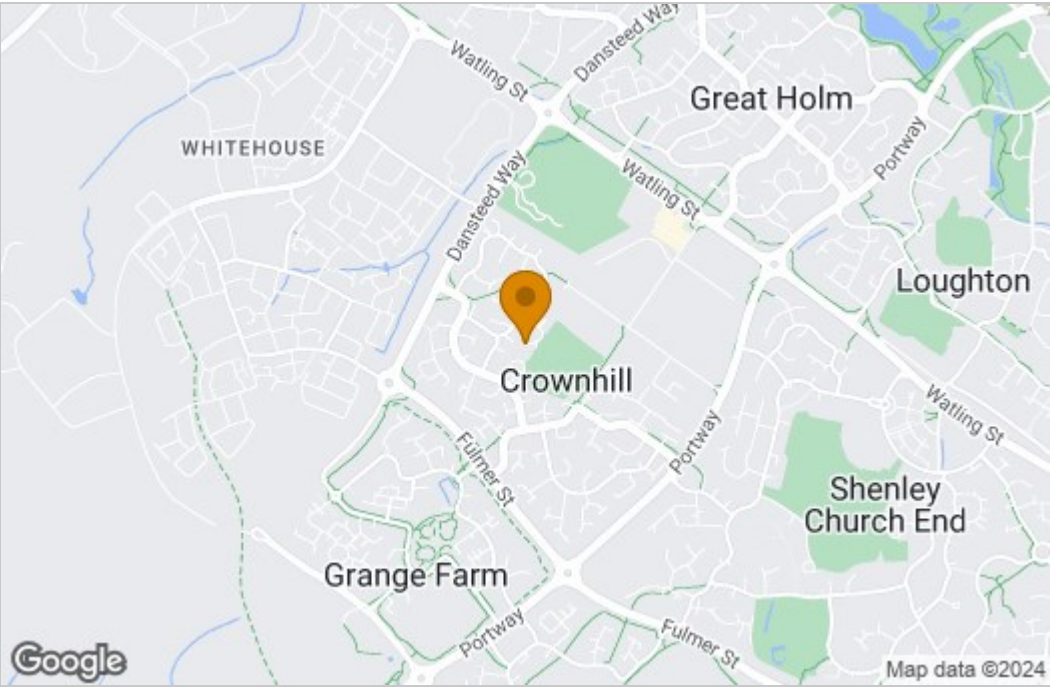 Dansteed Way
Watling St
Great Holm
WHITEHOUSE
Portway
Dansteed Way
Watling St
Loughton
Crownhill
Watling St
Portway
Fulmer St
Shenley
Church End
Grange Farm
Portway
Fulmer St
Google
Map data ©2024